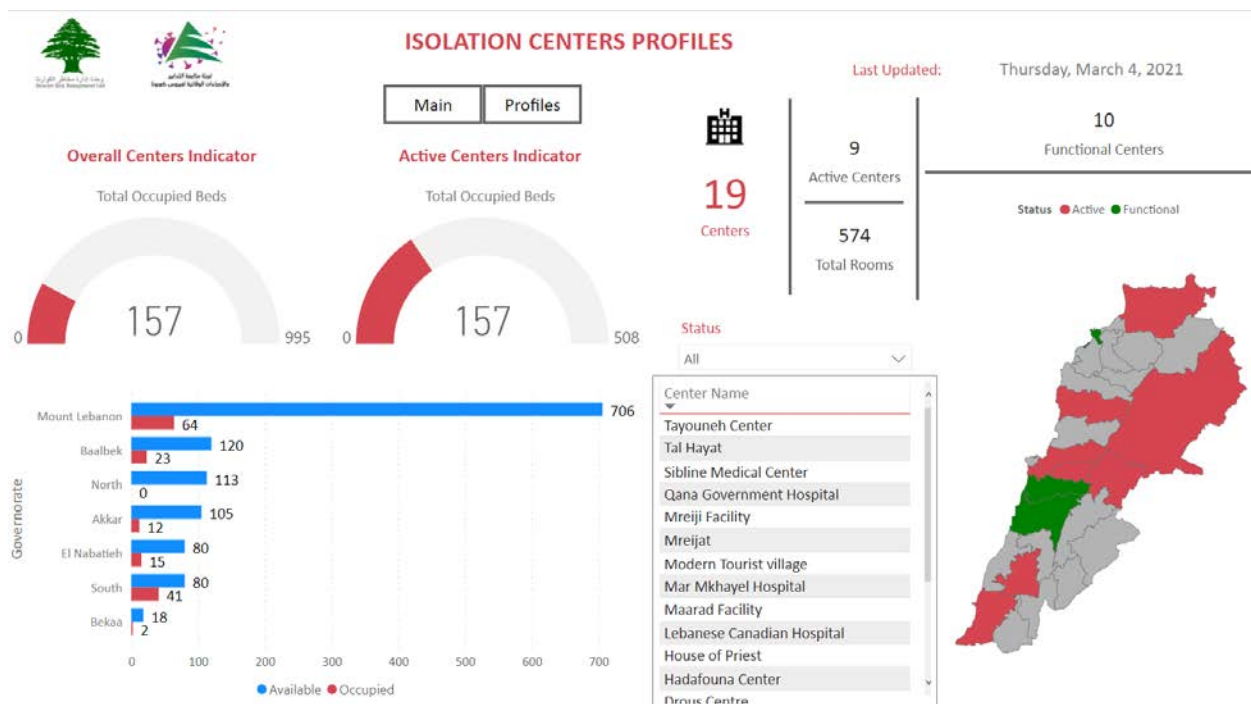 ISOLATION CENTERS PROFILES
Last Updated:
Thursday, March 4, 2021
Main
Profiles
Overall Centers Indicator
Total Occupied Beds
157
0
995
Active Centers Indicator
Total Occupied Beds
157
0
508
19
Centers
9
Active Centers
574
Total Rooms
10
Functional Centers
Status Active Functional
Status
All
Center Name
Tayouneh Center
Tal Hayat
Sibline Medical Center
Qana Government Hospital
Mreiji Facility
Mreijat
Modern Tourist village
Mar Mkhayel Hospital
Maarad Facility
Lebanese Canadian Hospital
House of Priest
Hadafouna Center
Drous Centre
Governorate
Mount Lebanon
706
64
Baalbek
120
23
North
113
0
Akkar
105
12
El Nabatieh
80
15
South
80
41
Bekaa
18
2
0 100 200 300 400 500 600 700
Available Occupied